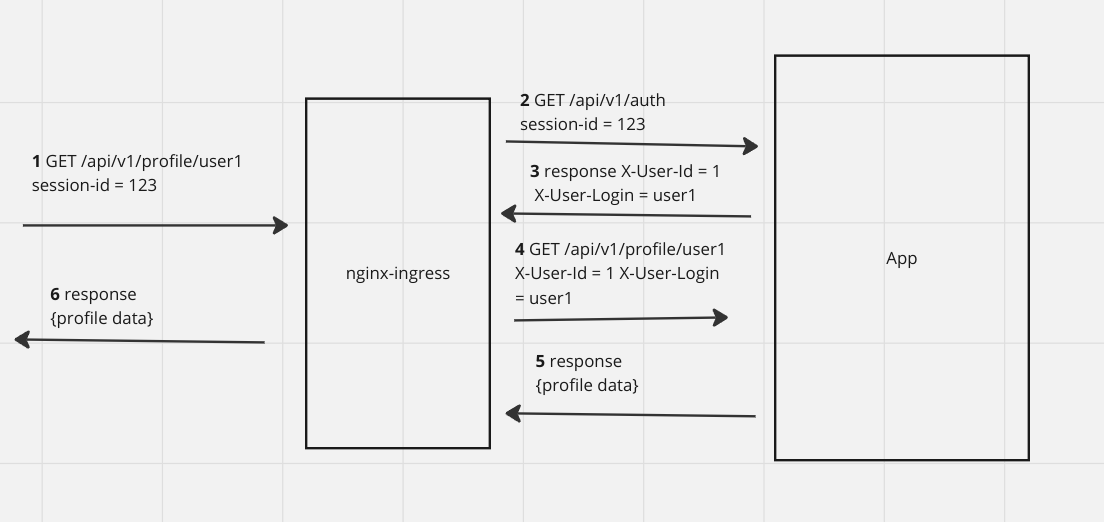 1 GET /api/v1/profile/user1
session-id = 123
6 response
{profile data}
nginx-ingress
2 GET /api/v1/auth
session-id = 123
3 response X-User-Id = 1
X-User-Login = user1
4 GET /api/v1/profile/user1
X-User-Id = 1 X-User-Login
= user1
5 response
{profile data}
App